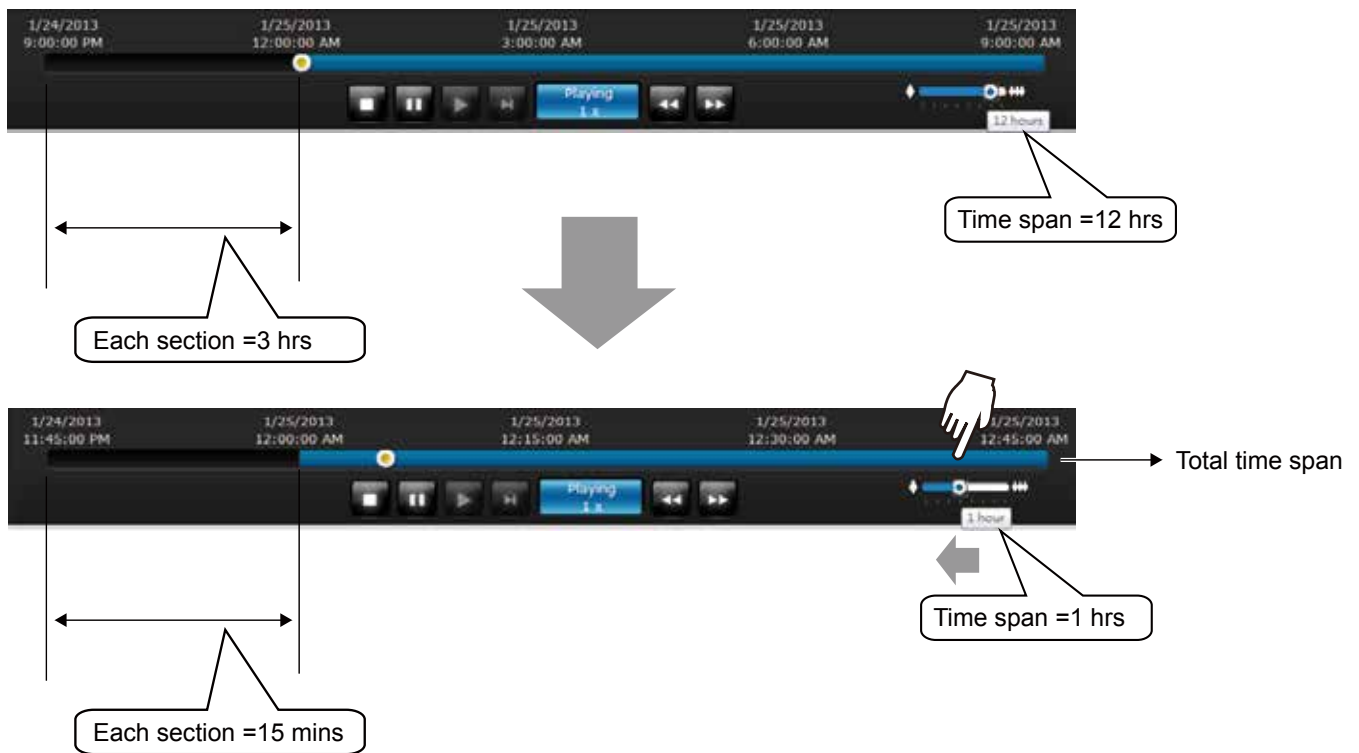 1/24/2013
9:00:00 PM
1/25/2013
12:00:00 AM
1/25/2013
3:00:00 AM
1/25/2013
6:00:00 AM
1/25/2013
9:00:00 AM
Playing
1 x
12 hours
Time span =12 hrs
Each section =3 hrs
1/24/2013
11:45:00 PM
1/25/2013
12:00:00 AM
1/25/2013
12:15:00 AM
1/25/2013
12:30:00 AM
1/25/2013
12:45:00 AM
Total time span
Playing
1 x
1 hour
Time span =1 hrs
Each section =15 mins